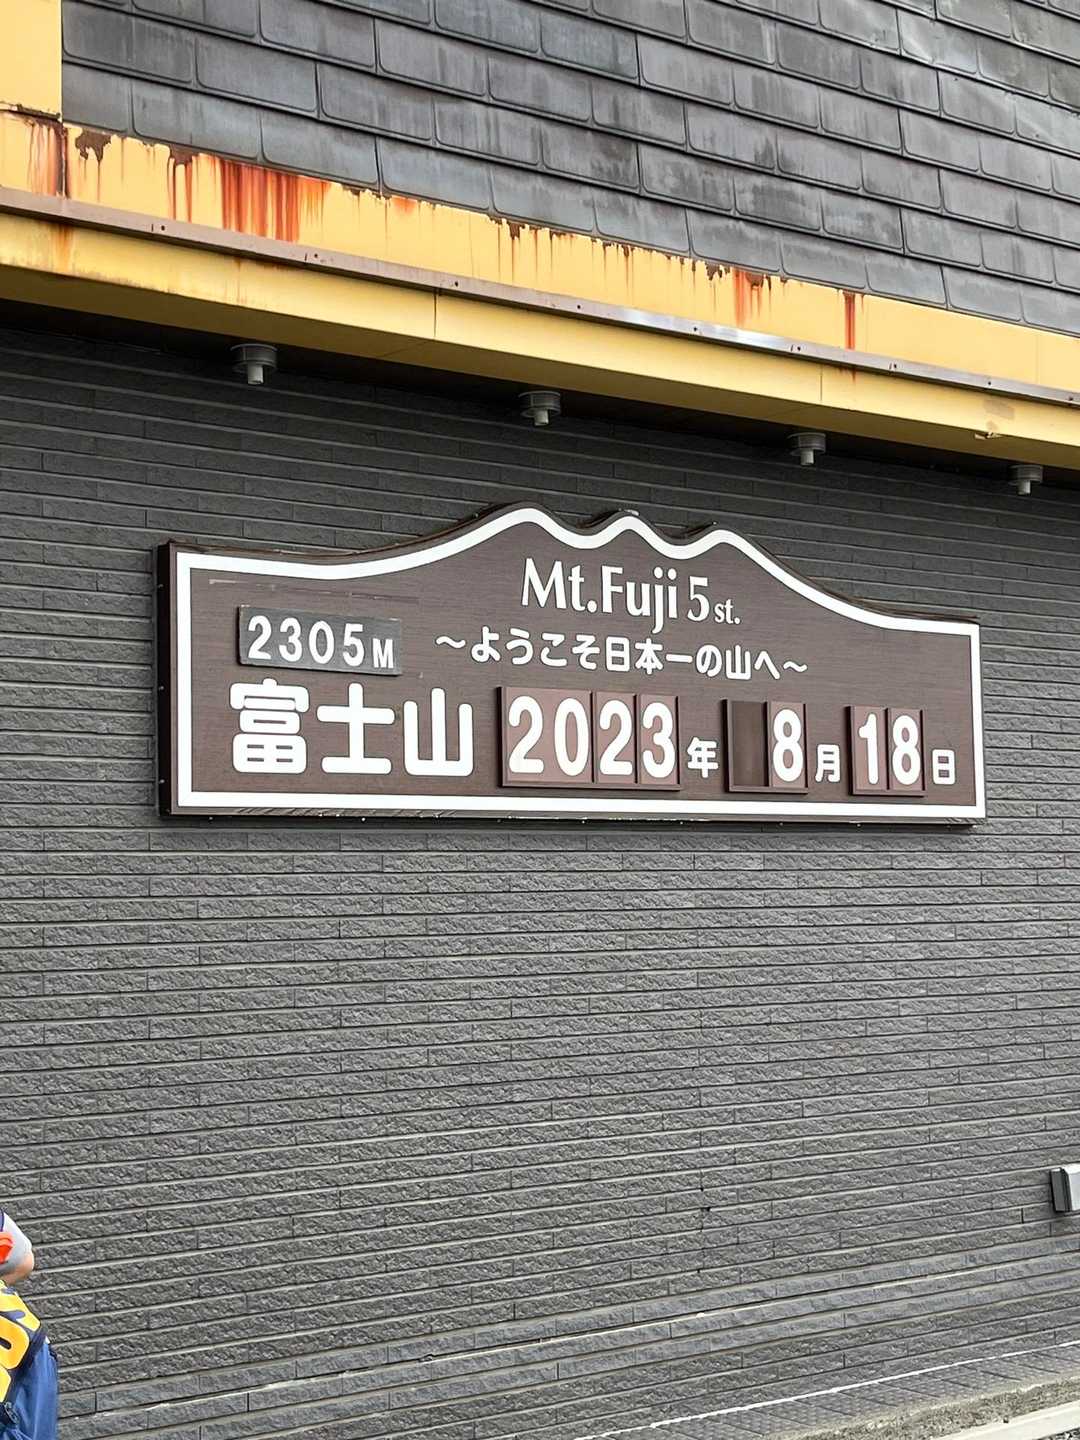 Mt.Fuji 5st.
2305M
～ようこそ日本一の山へ～
富士山 2023年 8月18日